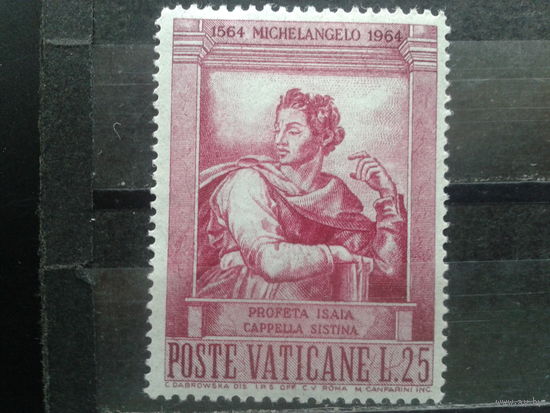 1564 MICHELANGELO 1964
PROFETA ISAIA
CAPPELLA SISTINA
POSTE VATICANE L.25
C. DABROWSKA DIS I.P.S. OFF. C.V. ROMA M. CANFARINI INC.